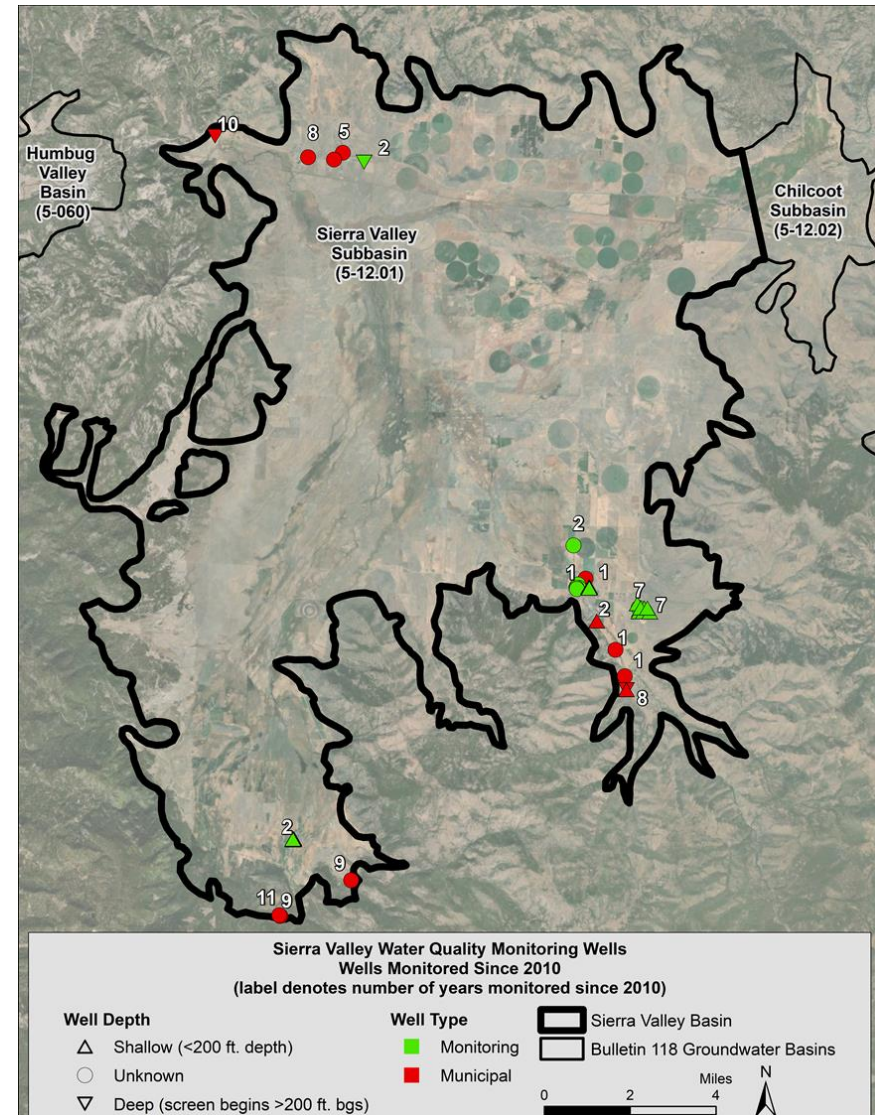 10
8
5
2
Humbug
Valley
Basin
(5-060)
Chilcoot
Subbasin
(5-12.02)
Sierra Valley
Subbasin
(5-12.01)
2
1
1
7
7
2
1
1
8
2
9
11
9
Sierra Valley Water Quality Monitoring Wells
Wells Monitored Since 2010
(label denotes number of years monitored since 2010)
Well Depth
Shallow (<200 ft. depth)
Unknown
Deep (screen begins >200 ft. bgs)
Well Type
Monitoring
Municipal
Sierra Valley Basin
Bulletin 118 Groundwater Basins
Miles
0 2 4
N